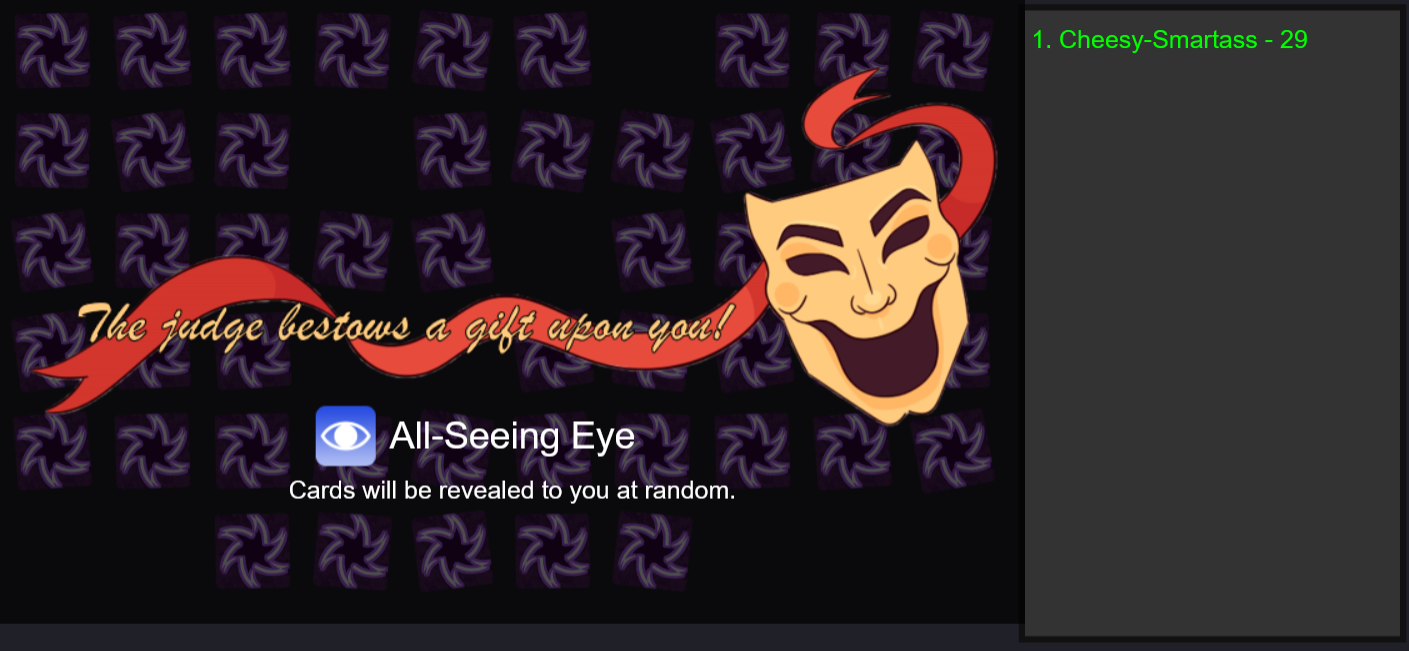 1. Cheesy-Smartass - 29
The judge bestows a gift upon you!
All-Seeing Eye
Cards will be revealed to you at random.